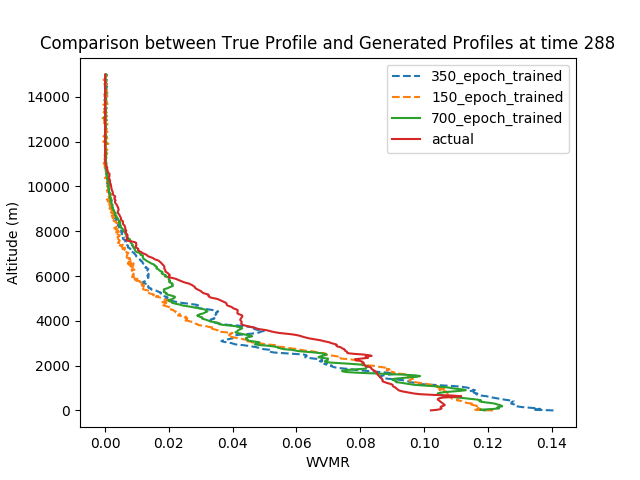 Comparison between True Profile and Generated Profiles at time 288
350_epoch_trained
150_epoch_trained
700_epoch_trained
actual
14000
12000
10000
8000
6000
4000
2000
0
Altitude (m)
0.00 0.02 0.04 0.06 0.08 0.10 0.12 0.14
WVMR